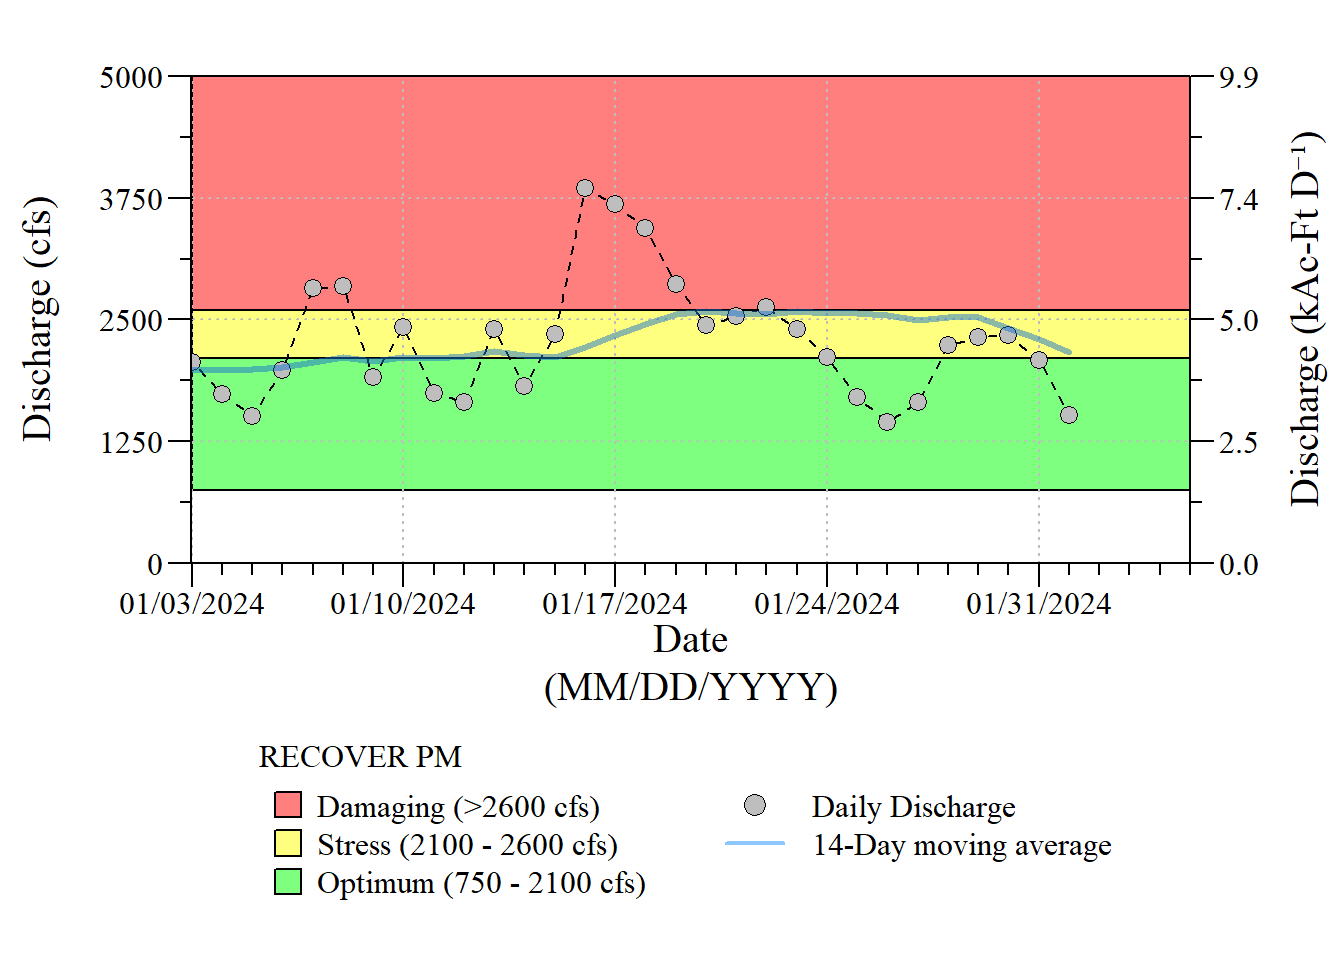 5000
3750
2500
1250
0
Discharge (cfs)
9.9
7.4
5.0
2.5
0.0
Discharge (kAc-Ft D⁻¹)
01/03/2024 01/10/2024 01/17/2024 01/24/2024 01/31/2024
Date
(MM/DD/YYYY)
RECOVER PM
Damaging (>2600 cfs)
Stress (2100 - 2600 cfs)
Optimum (750 - 2100 cfs)
Daily Discharge
14-Day moving average